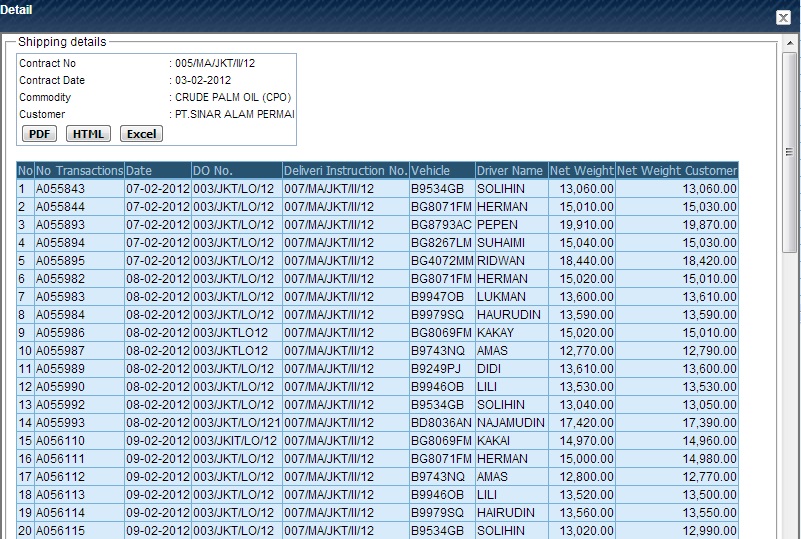 Detail
Shipping details
Contract No : 005/MA/JKT/II/12
Contract Date : 03-02-2012
Commodity : CRUDE PALM OIL (CPO)
Customer : PT.SINAR ALAM PERMAI
PDF HTML Excel
No No Transactions Date DO No. Deliveri Instruction No. Vehicle Driver Name Net Weight Net Weight Customer
1 A055843 07-02-2012 003/JKT/LO/12 007/MA/JKT/II/12 B9534GB SOLIHIN 13,060.00 13,060.00
2 A055844 07-02-2012 003/JKT/LO/12 007/MA/JKT/II/12 BG8071FM HERMAN 15,010.00 15,030.00
3 A055893 07-02-2012 003/JKT/LO/12 007/MA/JKT/II/12 BG8793AC PEPEN 19,910.00 19,870.00
4 A055894 07-02-2012 003/JKT/LO/12 007/MA/JKT/II/12 BG8267LM SUHAIMI 15,040.00 15,030.00
5 A055895 07-02-2012 003/JKT/LO/12 007/MA/JKT/II/12 BG4072MM RIDWAN 18,440.00 18,420.00
6 A055982 08-02-2012 003/JKT/LO/12 007/MA/JKT/II/12 BG8071FM HERMAN 15,020.00 15,010.00
7 A055983 08-02-2012 003/JKT/LO/12 007/MA/JKT/II/12 B9947OB LUKMAN 13,600.00 13,610.00
8 A055984 08-02-2012 003/JKT/LO/12 007/MA/JKT/II/12 B9979SQ HAURUDIN 13,590.00 13,590.00
9 A055986 08-02-2012 003/JKTLO12 007/MA/JKT/II/12 BG8069FM KAKAY 15,020.00 15,010.00
10 A055987 08-02-2012 003/JKTLO12 007/MA/JKT/II/12 B9743NQ AMAS 12,770.00 12,790.00
11 A055989 08-02-2012 003/JKT/LO/12 007/MA/JKT/II/12 B9249PJ DIDI 13,610.00 13,600.00
12 A055990 08-02-2012 003/JKT/LO/12 007/MA/JKT/II/12 B9946OB LILI 13,530.00 13,530.00
13 A055992 08-02-2012 003/JKT/LO/12 007/MA/JKT/II/12 B9534GB SOLIHIN 13,040.00 13,050.00
14 A055993 08-02-2012 003/JKT/LO/121 007/MA/JKT/II/12 BD8036AN NAJAMUDIN 17,420.00 17,390.00
15 A056110 09-02-2012 003/JKIT/LO/12 007/MA/JKT/II/12 BG8069FM KAKAI 14,970.00 14,960.00
16 A056111 09-02-2012 003/JKT/LO/12 007/MA/JKT/II/12 BG8071FM HERMAN 15,000.00 14,980.00
17 A056112 09-02-2012 003/JKT/LO/12 007/MA/JKT/II/12 B9743NQ AMAS 12,800.00 12,770.00
18 A056113 09-02-2012 003/JKT/LO/12 007/MA/JKT/II/12 B9946OB LILI 13,520.00 13,500.00
19 A056114 09-02-2012 003/JKT/LO/12 007/MA/JKT/II/12 B9979SQ HAIRUDIN 13,560.00 13,550.00
20 A056115 09-02-2012 003/JKT/LO/12 007/MA/JKT/II/12 B9534GB SOLIHIN 13,020.00 12,990.00